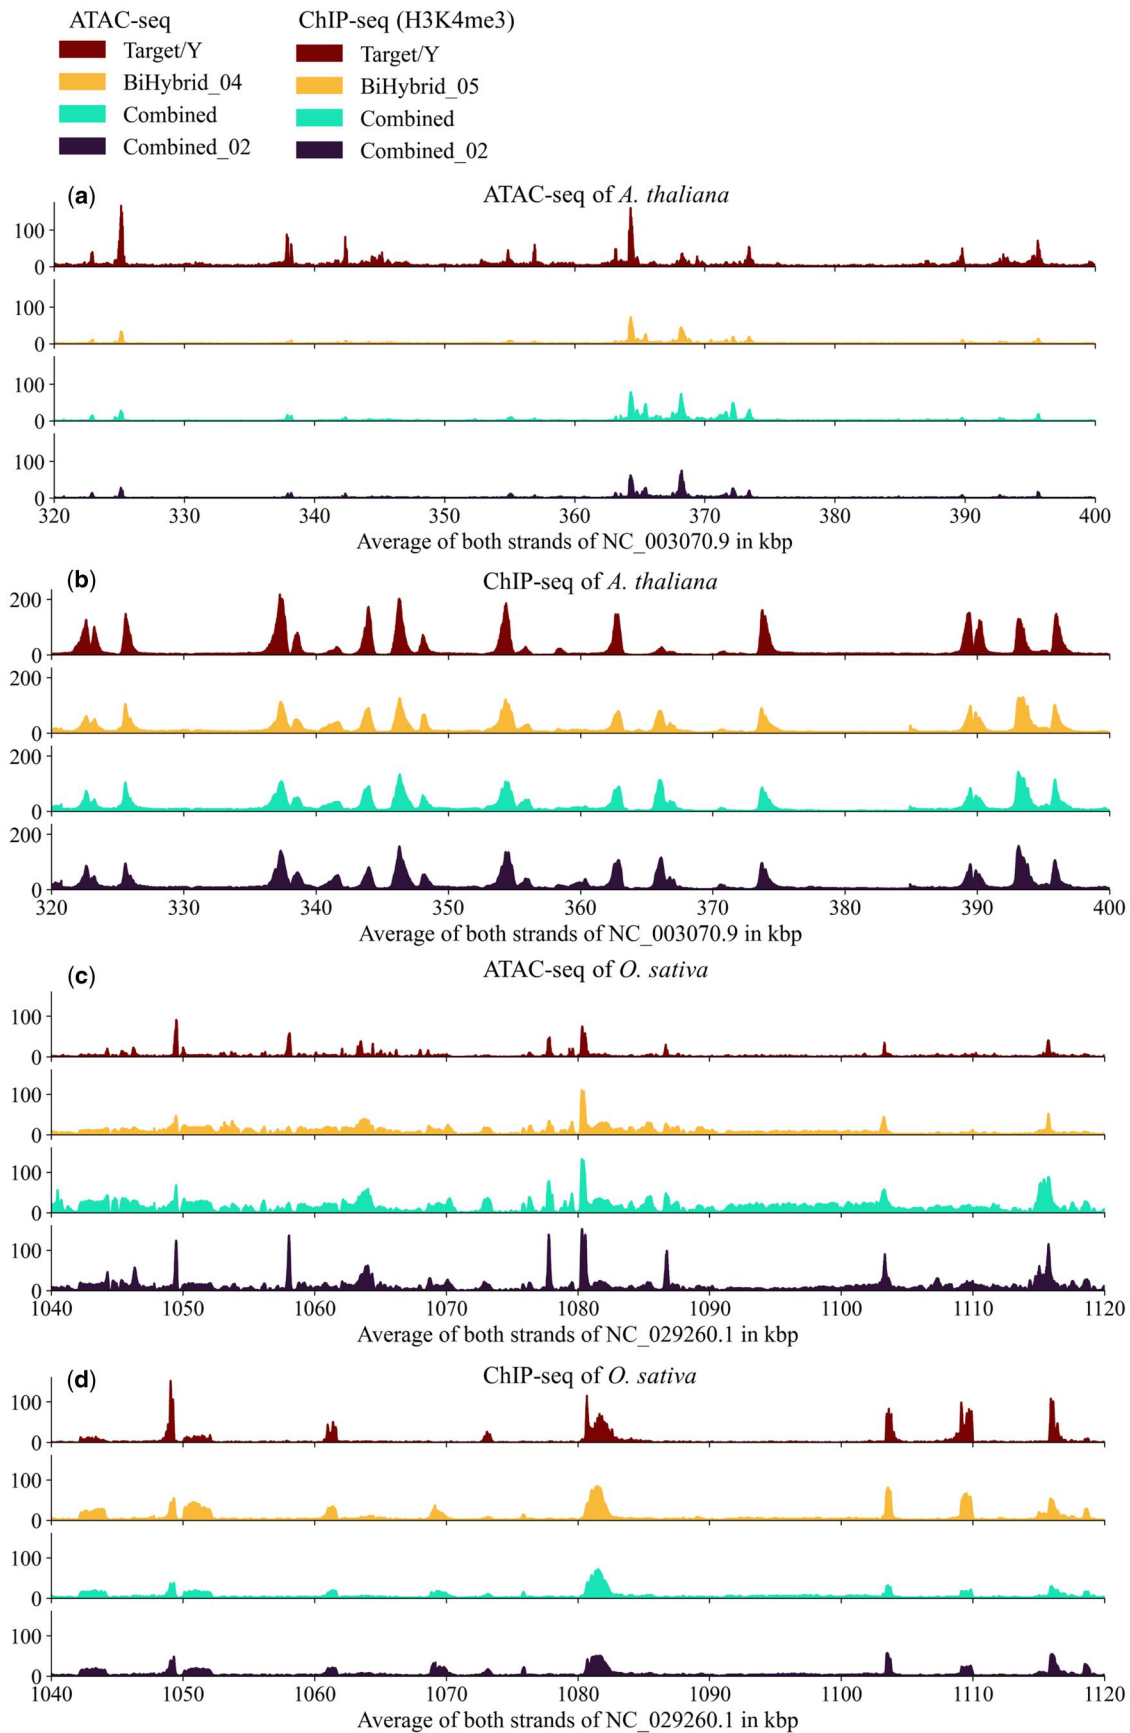 ATAC-seq
Target/Y
BiHybrid_04
Combined
Combined_02
ChIP-seq (H3K4me3)
Target/Y
BiHybrid_05
Combined
Combined_02
(a)
ATAC-seq of A. thaliana
100
0
100
0
100
0
100
0
320 330 340 350 360 370 380 390 400
Average of both strands of NC_003070.9 in kbp
(b)
ChIP-seq of A. thaliana
200
0
200
0
200
0
200
0
320 330 340 350 360 370 380 390 400
Average of both strands of NC_003070.9 in kbp
(c)
ATAC-seq of O. sativa
100
0
100
0
100
0
100
0
1040 1050 1060 1070 1080 1090 1100 1110 1120
Average of both strands of NC_029260.1 in kbp
(d)
ChIP-seq of O. sativa
100
0
100
0
100
0
100
0
1040 1050 1060 1070 1080 1090 1100 1110 1120
Average of both strands of NC_029260.1 in kbp